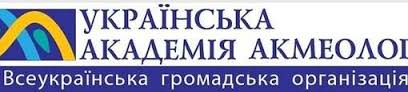 УКРАЇНСЬКА
АКАДЕМІЯ АКМЕОЛОГ
Всеукраїнська громадська організація